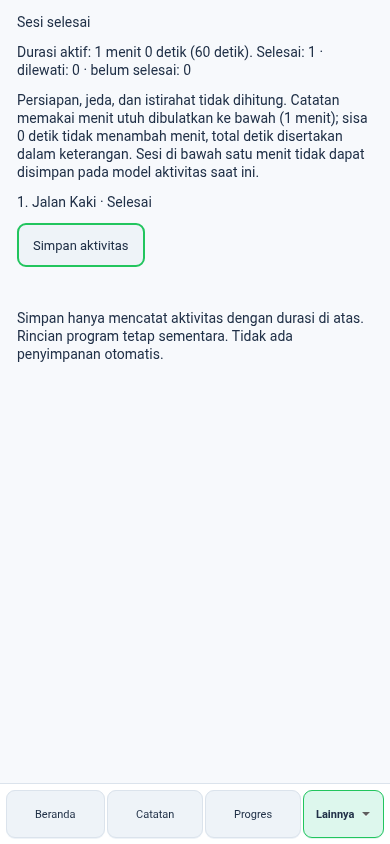 Sesi selesai
Durasi aktif: 1 menit 0 detik (60 detik). Selesai: 1 ·
dilewati: 0 · belum selesai: 0
Persiapan, jeda, dan istirahat tidak dihitung. Catatan
memakai menit utuh dibulatkan ke bawah (1 menit); sisa
0 detik tidak menambah menit, total detik disertakan
dalam keterangan. Sesi di bawah satu menit tidak dapat
disimpan pada model aktivitas saat ini.
1. Jalan Kaki · Selesai
Simpan aktivitas
Simpan hanya mencatat aktivitas dengan durasi di atas.
Rincian program tetap sementara. Tidak ada
penyimpanan otomatis.
Beranda
Catatan
Progres
Lainnya